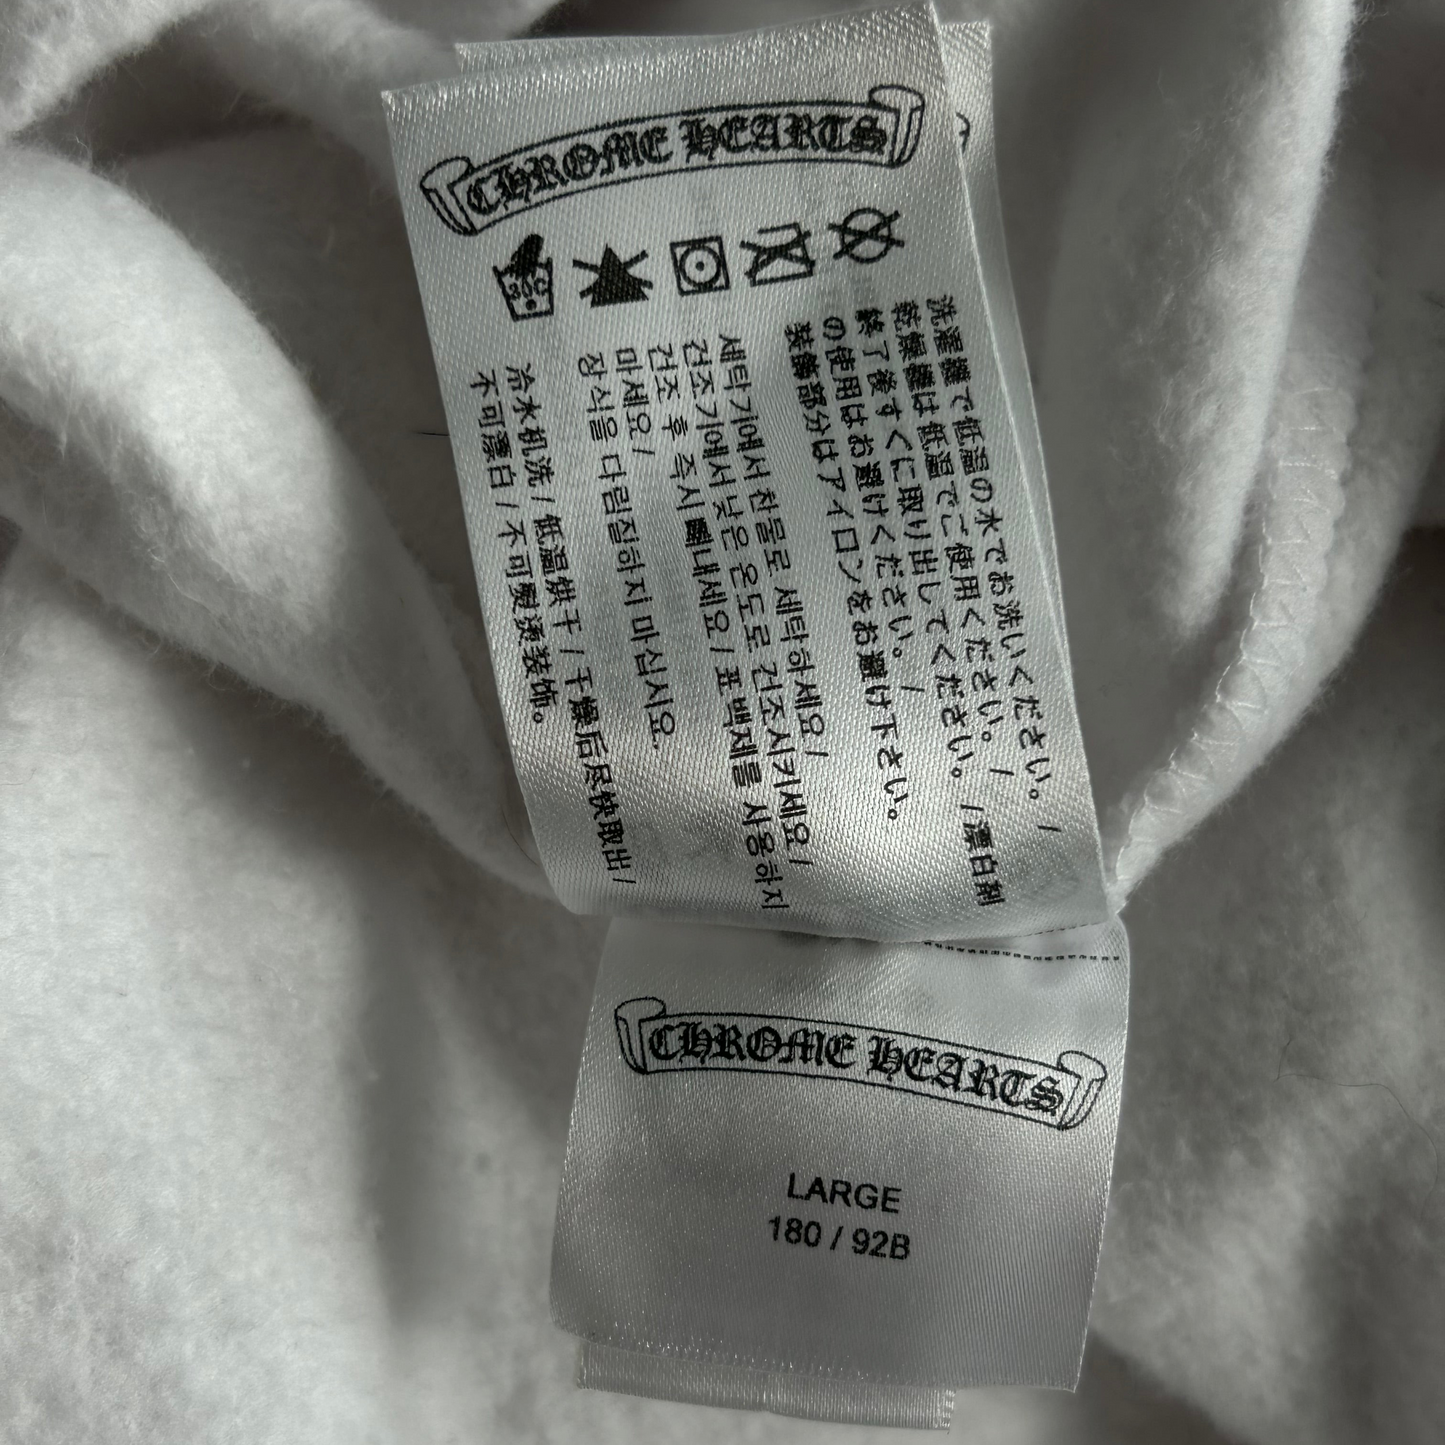 CHROME HEARTS
30°
洗濯機で低温の水でお洗いください。/
乾燥機は低温でご使用ください。/
終了後すぐに取り出してください。/漂白剤
の使用はお避けください。/
装飾部分はアイロンをお避け下さい。
세탁기에서 찬물로 세탁하세요/
건조기에서 낮은 온도로 건조시키세요/
건조 후 즉시 빼내세요/표백제를 사용하지
마세요/
장식을 다림질하지 마십시요.
冷水机洗/低温烘干/干燥后尽快取出/
不可漂白/不可熨烫装饰。
CHROME HEARTS
LARGE
180 / 92B